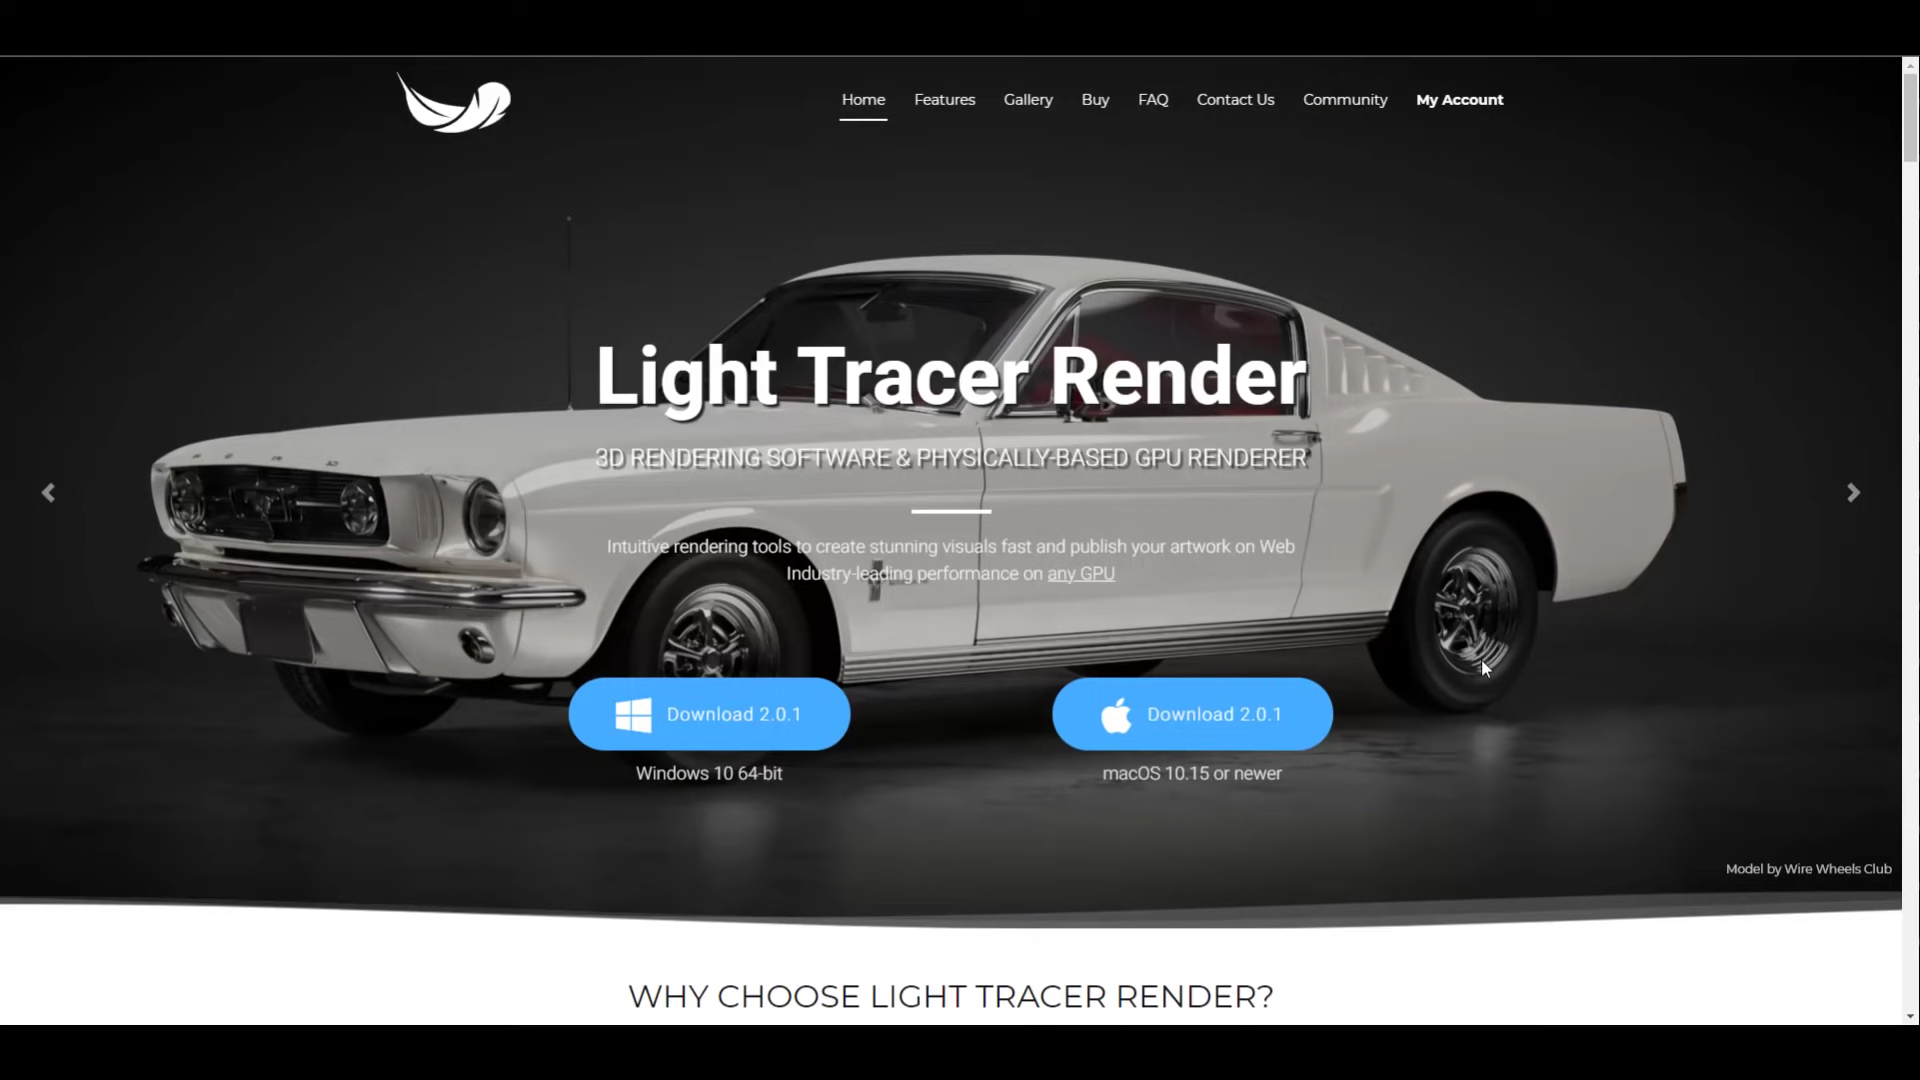 Home Features Gallery Buy FAQ Contact Us Community My Account
Light Tracer Render
3D RENDERING SOFTWARE & PHYSICALLY-BASED GPU RENDERER
Intuitive rendering tools to create stunning visuals fast and publish your artwork on Web
Industry-leading performance on any GPU
Download 2.0.1 Download 2.0.1
Windows 10 64-bit macOS 10.15 or newer
Model by Wire Wheels Club
WHY CHOOSE LIGHT TRACER RENDER?